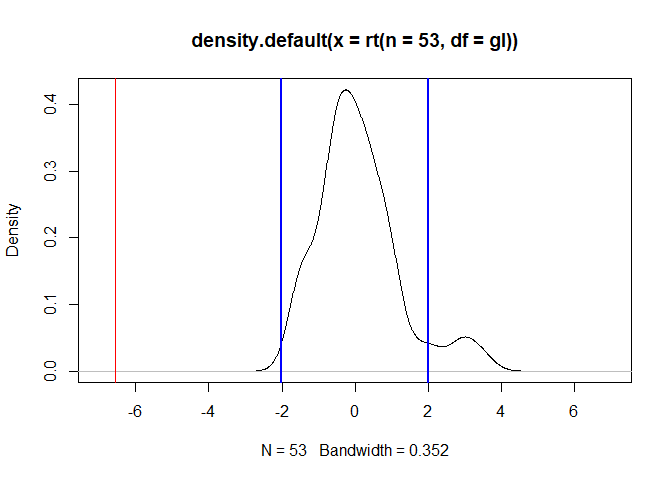 density.default(x = rt(n = 53, df = gl))
Density
0.4
0.3
0.2
0.1
0.0
-6 -4 -2 0 2 4 6
N = 53 Bandwidth = 0.352